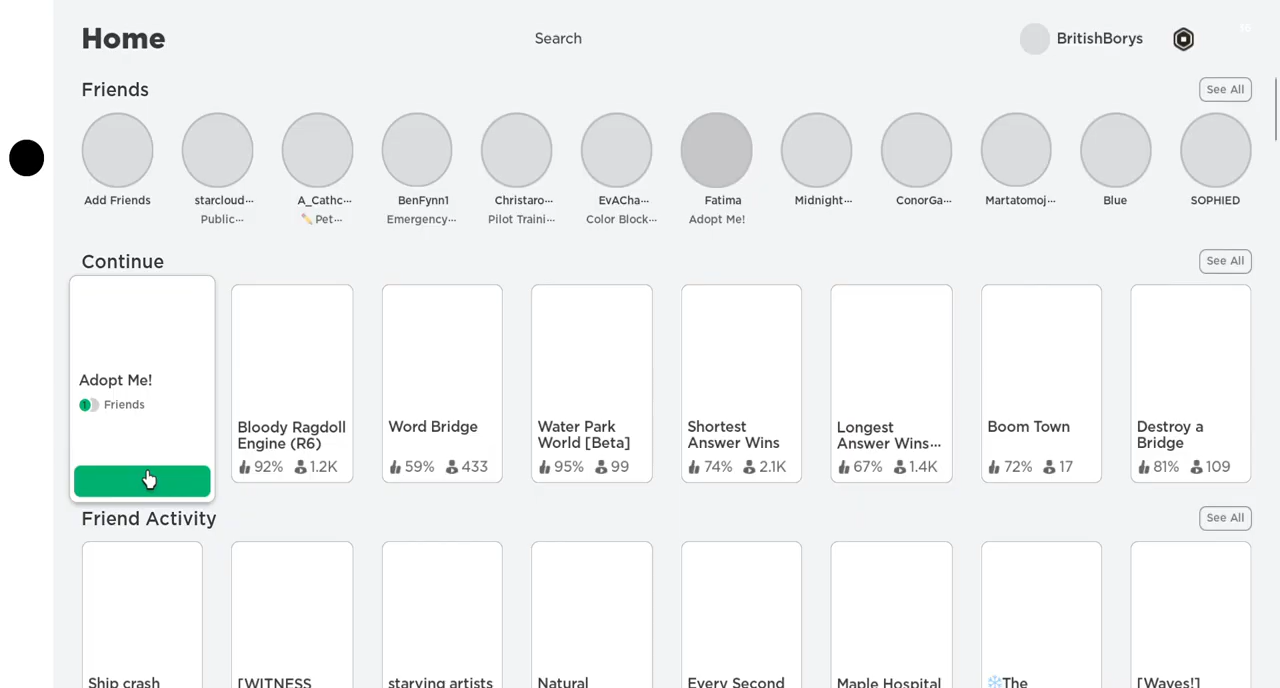 Home
Search
BritishBorys
Friends
See All
Add Friends
starcloud...
A_Cathc...
BenFynn1
Christaro...
EvACha...
Fatima
Midnight...
ConorGa...
Martatomoj...
Blue
SOPHIED
Public...
✏️Pet...
Emergency...
Pilot Traini...
Color Block...
Adopt Me!
Continue
See All
Adopt Me!
Friends
Bloody Ragdoll
Engine (R6)
92% 1.2K
Word Bridge
59% 433
Water Park
World [Beta]
95% 99
Shortest
Answer Wins
74% 2.1K
Longest
Answer Wins...
67% 1.4K
Boom Town
72% 17
Destroy a
Bridge
81% 109
Friend Activity
See All
Ship crash
[WITNESS
starving artists
Natural
Every Second
Maple Hospital
❄️The
[Waves!]